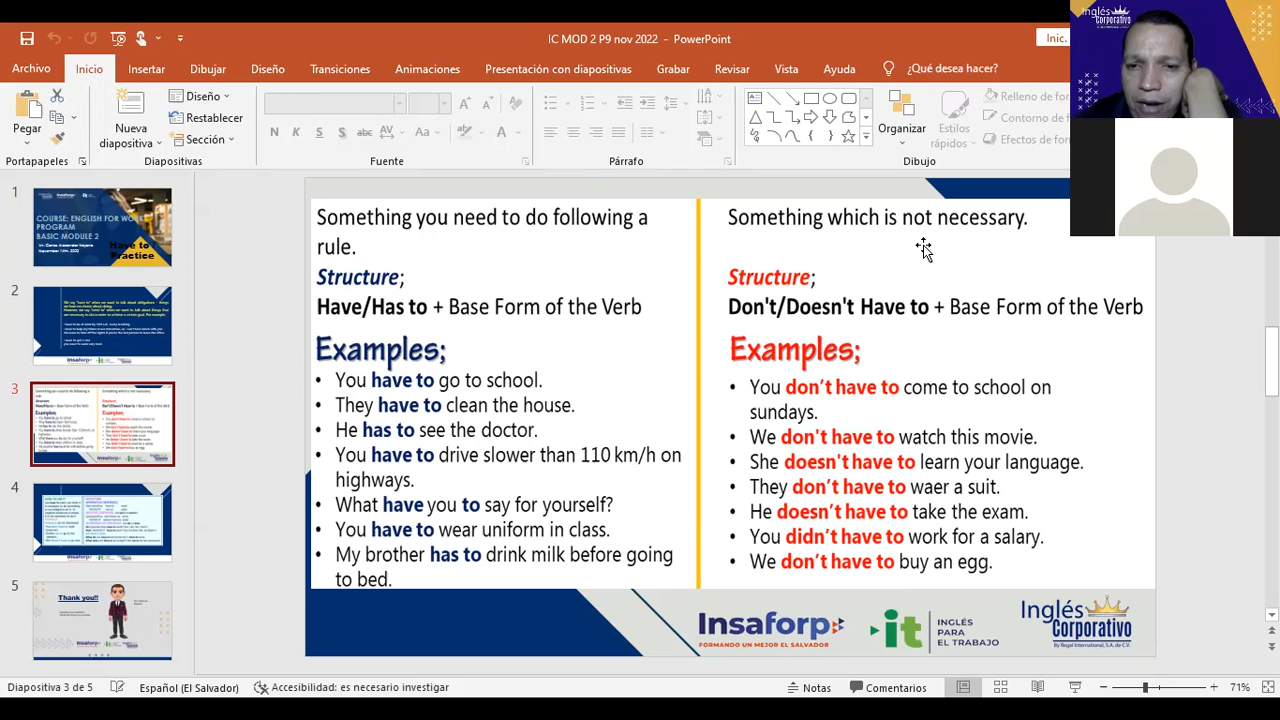 IC MOD 2 P9 nov 2022 - PowerPoint
Inic.
Inglés
Corporativo
Archivo Inicio Insertar Dibujar Diseño Transiciones Animaciones Presentación con diapositivas Grabar Revisar Vista Ayuda ¿Qué desea hacer?
Pegar
Nueva
diapositiva
Diseño
Restablecer
Sección
N K S abc Aa A
Organizar
Estilos
rápidos
Relleno de for
Contorno de f
Efectos de for
Portapapeles Diapositivas Fuente Párrafo Dibujo
1
COURSE: ENGLISH FOR WORK
PROGRAM
BASIC MODULE 2
Have to /
Practice
2
3
4
5
Thank you!!
Something you need to do following a
rule.
Structure;
Have/Has to + Base Form of the Verb
Examples;
• You have to go to school.
• They have to clean the house.
• He has to see the doctor.
• You have to drive slower than 110 km/h on
highways.
• What have you to say for yourself?
• You have to wear uniform in class.
• My brother has to drink milk before going
to bed.
Something which is not necessary.
Structure;
Don't/Doesn't Have to + Base Form of the Verb
Examples;
• You don't have to come to school on
sundays.
• We don't have to watch this movie.
• She doesn't have to learn your language.
• They don't have to waer a suit.
• He doesn't have to take the exam.
• You didn't have to work for a salary.
• We don't have to buy an egg.
Insaforp
FORMANDO UN MEJOR EL SALVADOR
it
INGLÉS
PARA
EL TRABAJO
Inglés
Corporativo
By Regal International, S.A. de C.V.
Diapositiva 3 de 5 Español (El Salvador) Accesibilidad: es necesario investigar Notas Comentarios 71%